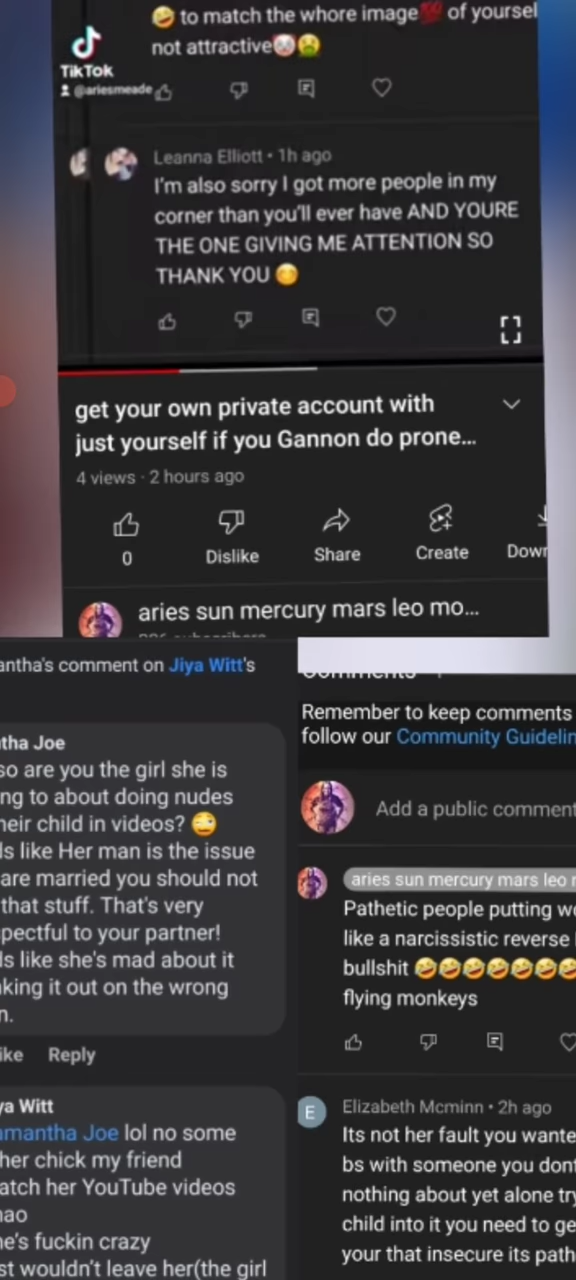 🤣 to match the whore image💯 of yoursel
not attractive🤡🤮
TikTok
@ariesmeade
Leanna Elliott • 1h ago
I'm also sorry I got more people in my
corner than you'll ever have AND YOURE
THE ONE GIVING ME ATTENTION SO
THANK YOU 😊
get your own private account with
just yourself if you Gannon do prone...
4 views · 2 hours ago
0
Dislike
Share
Create
Down
aries sun mercury mars leo mo...
subscribers
antha's comment on Jiya Witt's
tha Joe
so are you the girl she is
ng to about doing nudes
heir child in videos? 🙄
ds like Her man is the issue
are married you should not
that stuff. That's very
spectful to your partner!
ds like she's mad about it
aking it out on the wrong
n.
ike Reply
ya Witt
amantha Joe lol no some
her chick my friend
atch her YouTube videos
mao
he's fuckin crazy
st wouldn't leave her(the girl
Comments
Remember to keep comments
follow our Community Guidelin
Add a public comment
aries sun mercury mars leo m
Pathetic people putting wo
like a narcissistic reverse
bullshit 🤣🤣🤣🤣🤣🤣🤣
flying monkeys
E
Elizabeth Mcminn • 2h ago
Its not her fault you wante
bs with someone you dont
nothing about yet alone try
child into it you need to ge
your that insecure its path